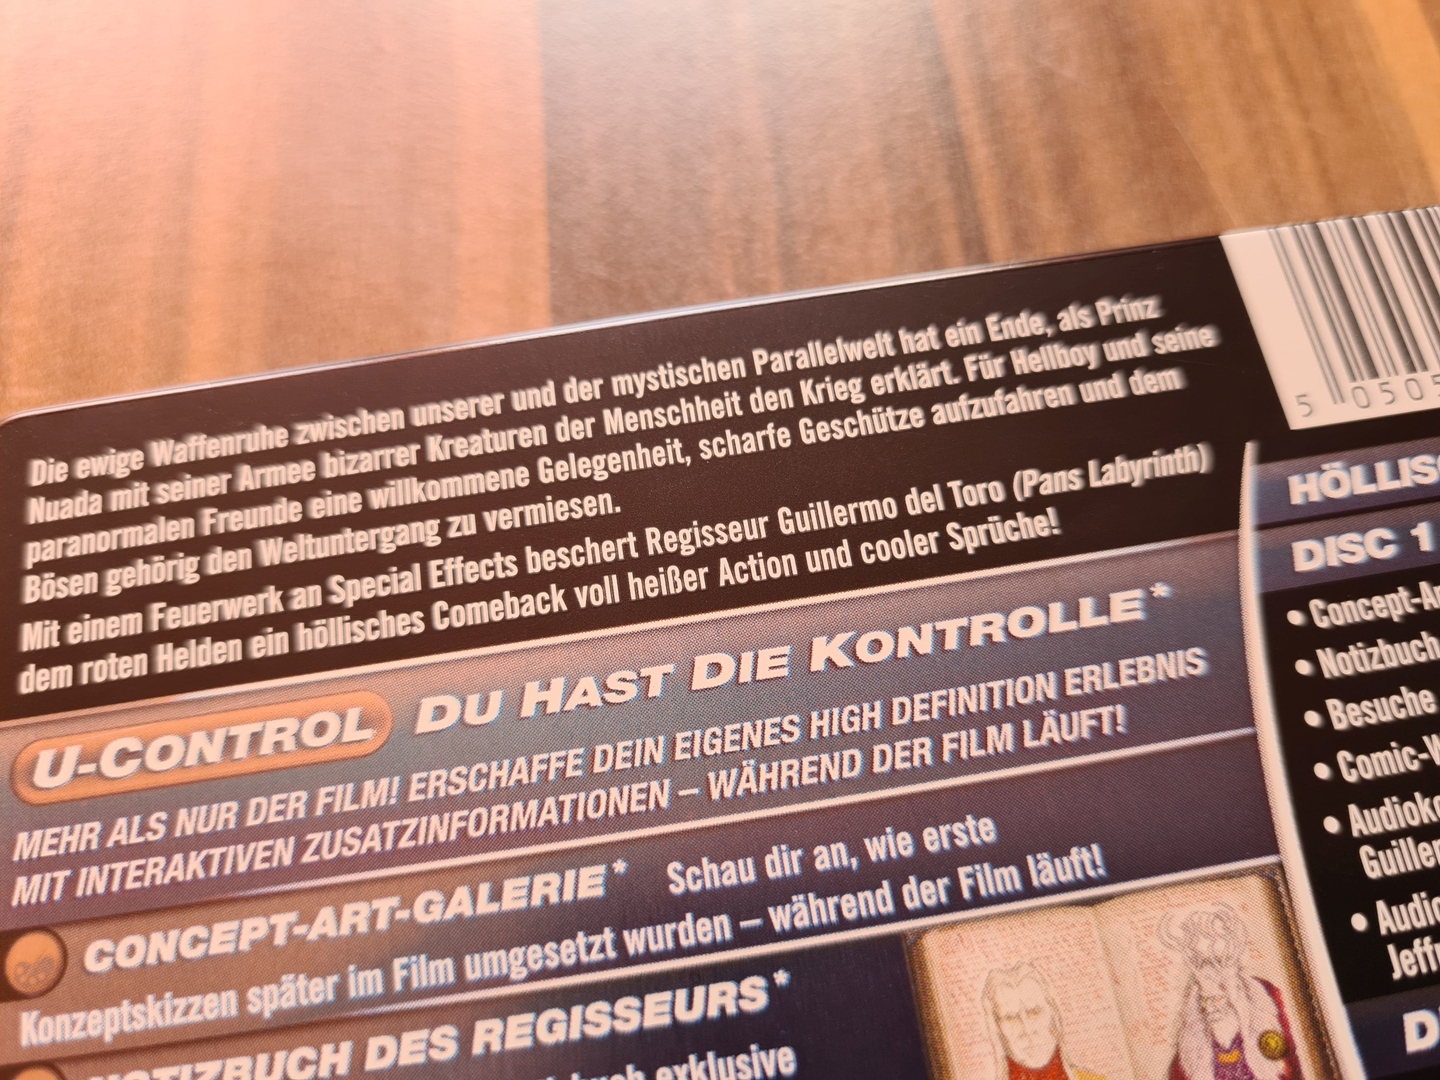 Die ewige Waffenruhe zwischen unserer und der mystischen Parallelwelt hat ein Ende, als Prinz
Nuada mit seiner Armee bizarrer Kreaturen der Menschheit den Krieg erklärt. Für Hellboy und seine
paranormalen Freunde eine willkommene Gelegenheit, scharfe Geschütze aufzufahren und dem
Bösen gehörig den Weltuntergang zu vermiesen.
Mit einem Feuerwerk an Special Effects beschert Regisseur Guillermo del Toro (Pans Labyrinth)
dem roten Helden ein höllisches Comeback voll heißer Action und cooler Sprüche!
U-CONTROL DU HAST DIE KONTROLLE*
MEHR ALS NUR DER FILM! ERSCHAFFE DEIN EIGENES HIGH DEFINITION ERLEBNIS
MIT INTERAKTIVEN ZUSATZINFORMATIONEN – WÄHREND DER FILM LÄUFT!
CONCEPT-ART-GALERIE* Schau dir an, wie erste
Konzeptskizzen später im Film umgesetzt wurden – während der Film läuft!
NOTIZBUCH DES REGISSEURS*
exklusive
5 0505
HÖLLISC
DISC 1
• Concept-Ar
• Notizbuch
• Besuche
• Comic-W
• Audioko
Guiller
• Audio
Jeffr